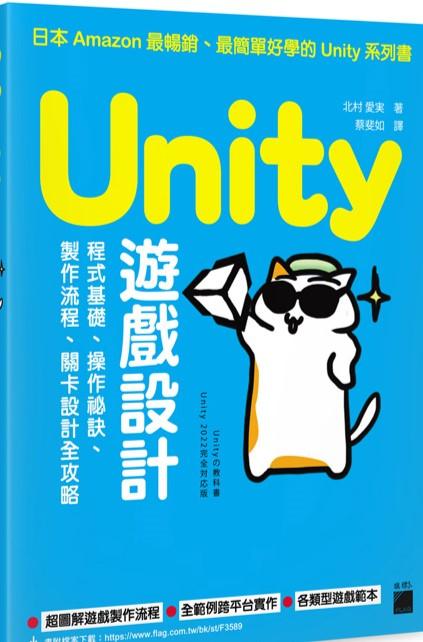 日本 Amazon 最暢銷、最簡單好學的 Unity 系列書
北村 愛実 著
蔡斐如 譯
Unity
遊戲設計
程式基礎、操作祕訣、
製作流程、關卡設計全攻略
Unityの教科書
Unity 2022完全対応版
超圖解遊戲製作流程
全範例跨平台實作
各類型遊戲範本
書附檔案下載：https://www.flag.com.tw/bk/st/F3589
旗標
FLAG